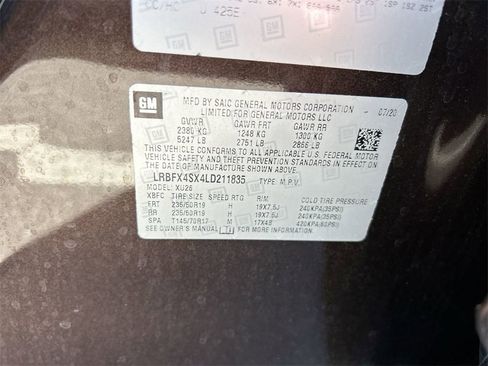 U 425E
GM
MFD BY SAIC GENERAL MOTORS CORPORATION - 07/20
LIMITED FOR GENERAL MOTORS LLC
GVWR GAWR FRT GAWR RR
2380 KG 1248 KG 1300 KG
5247 LB 2751 LB 2866 LB
THIS VEHICLE CONFORMS TO ALL APPLICABLE U.S. FEDERAL
MOTOR VEHICLE SAFETY, BUMPER, AND
THEFT PREVENTION STANDARDS IN EFFECT ON THE
DATE OF MANUFACTURE SHOWN ABOVE.
LRBFX4SX4LD211835 TYPE: M.P.V.
MODEL: XU26
XBFC TIRE SIZE SPEED RTG RIM COLD TIRE PRESSURE
FRT 235/50R19 H 19X7.5J 240KPA(35PSI)
RR 235/50R19 H 19X7.5J 240KPA(35PSI)
SPA T145/70R17 M 17X4B 420KPA(60PSI)
SEE OWNER'S MANUAL FOR MORE INFORMATION.